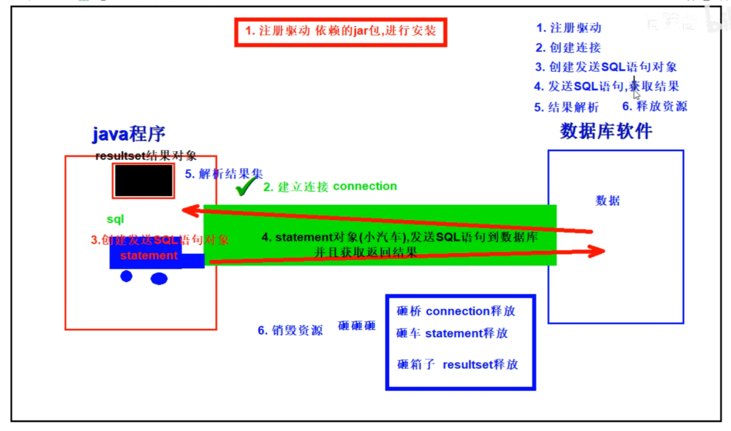 1. 注册驱动 依赖的jar包,进行安装
1. 注册驱动
2. 创建连接
3. 创建发送SQL语句对象
4. 发送SQL语句,获取结果
5. 结果解析 6. 释放资源
java程序
数据库软件
resultset结果对象
5. 解析结果集
2. 建立连接 connection
数据
sql
3.创建发送SQL语句对象
statement
4. statement对象(小汽车),发送SQL语句到数据库
并且获取返回结果
6. 销毁资源 砸砸砸
砸桥 connection释放
砸车 statement释放
砸箱子 resultset释放